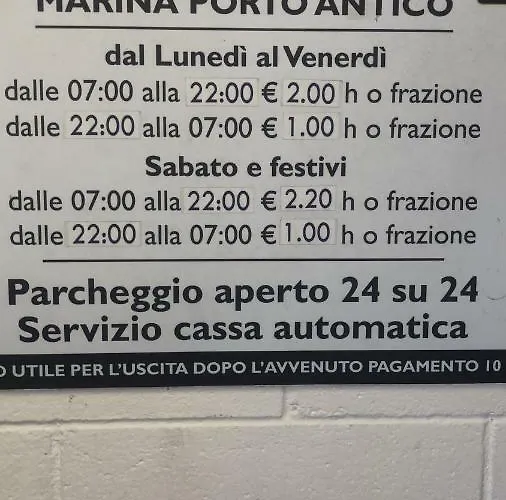 MARINA PORTO ANTICO
dal Lunedì al Venerdì
dalle 07:00 alla 22:00 € 2.00 h o frazione
dalle 22:00 alla 07:00 € 1.00 h o frazione
Sabato e festivi
dalle 07:00 alla 22:00 € 2.20 h o frazione
dalle 22:00 alla 07:00 € 1.00 h o frazione
Parcheggio aperto 24 su 24
Servizio cassa automatica
UTILE PER L'USCITA DOPO L'AVVENUTO PAGAMENTO 10